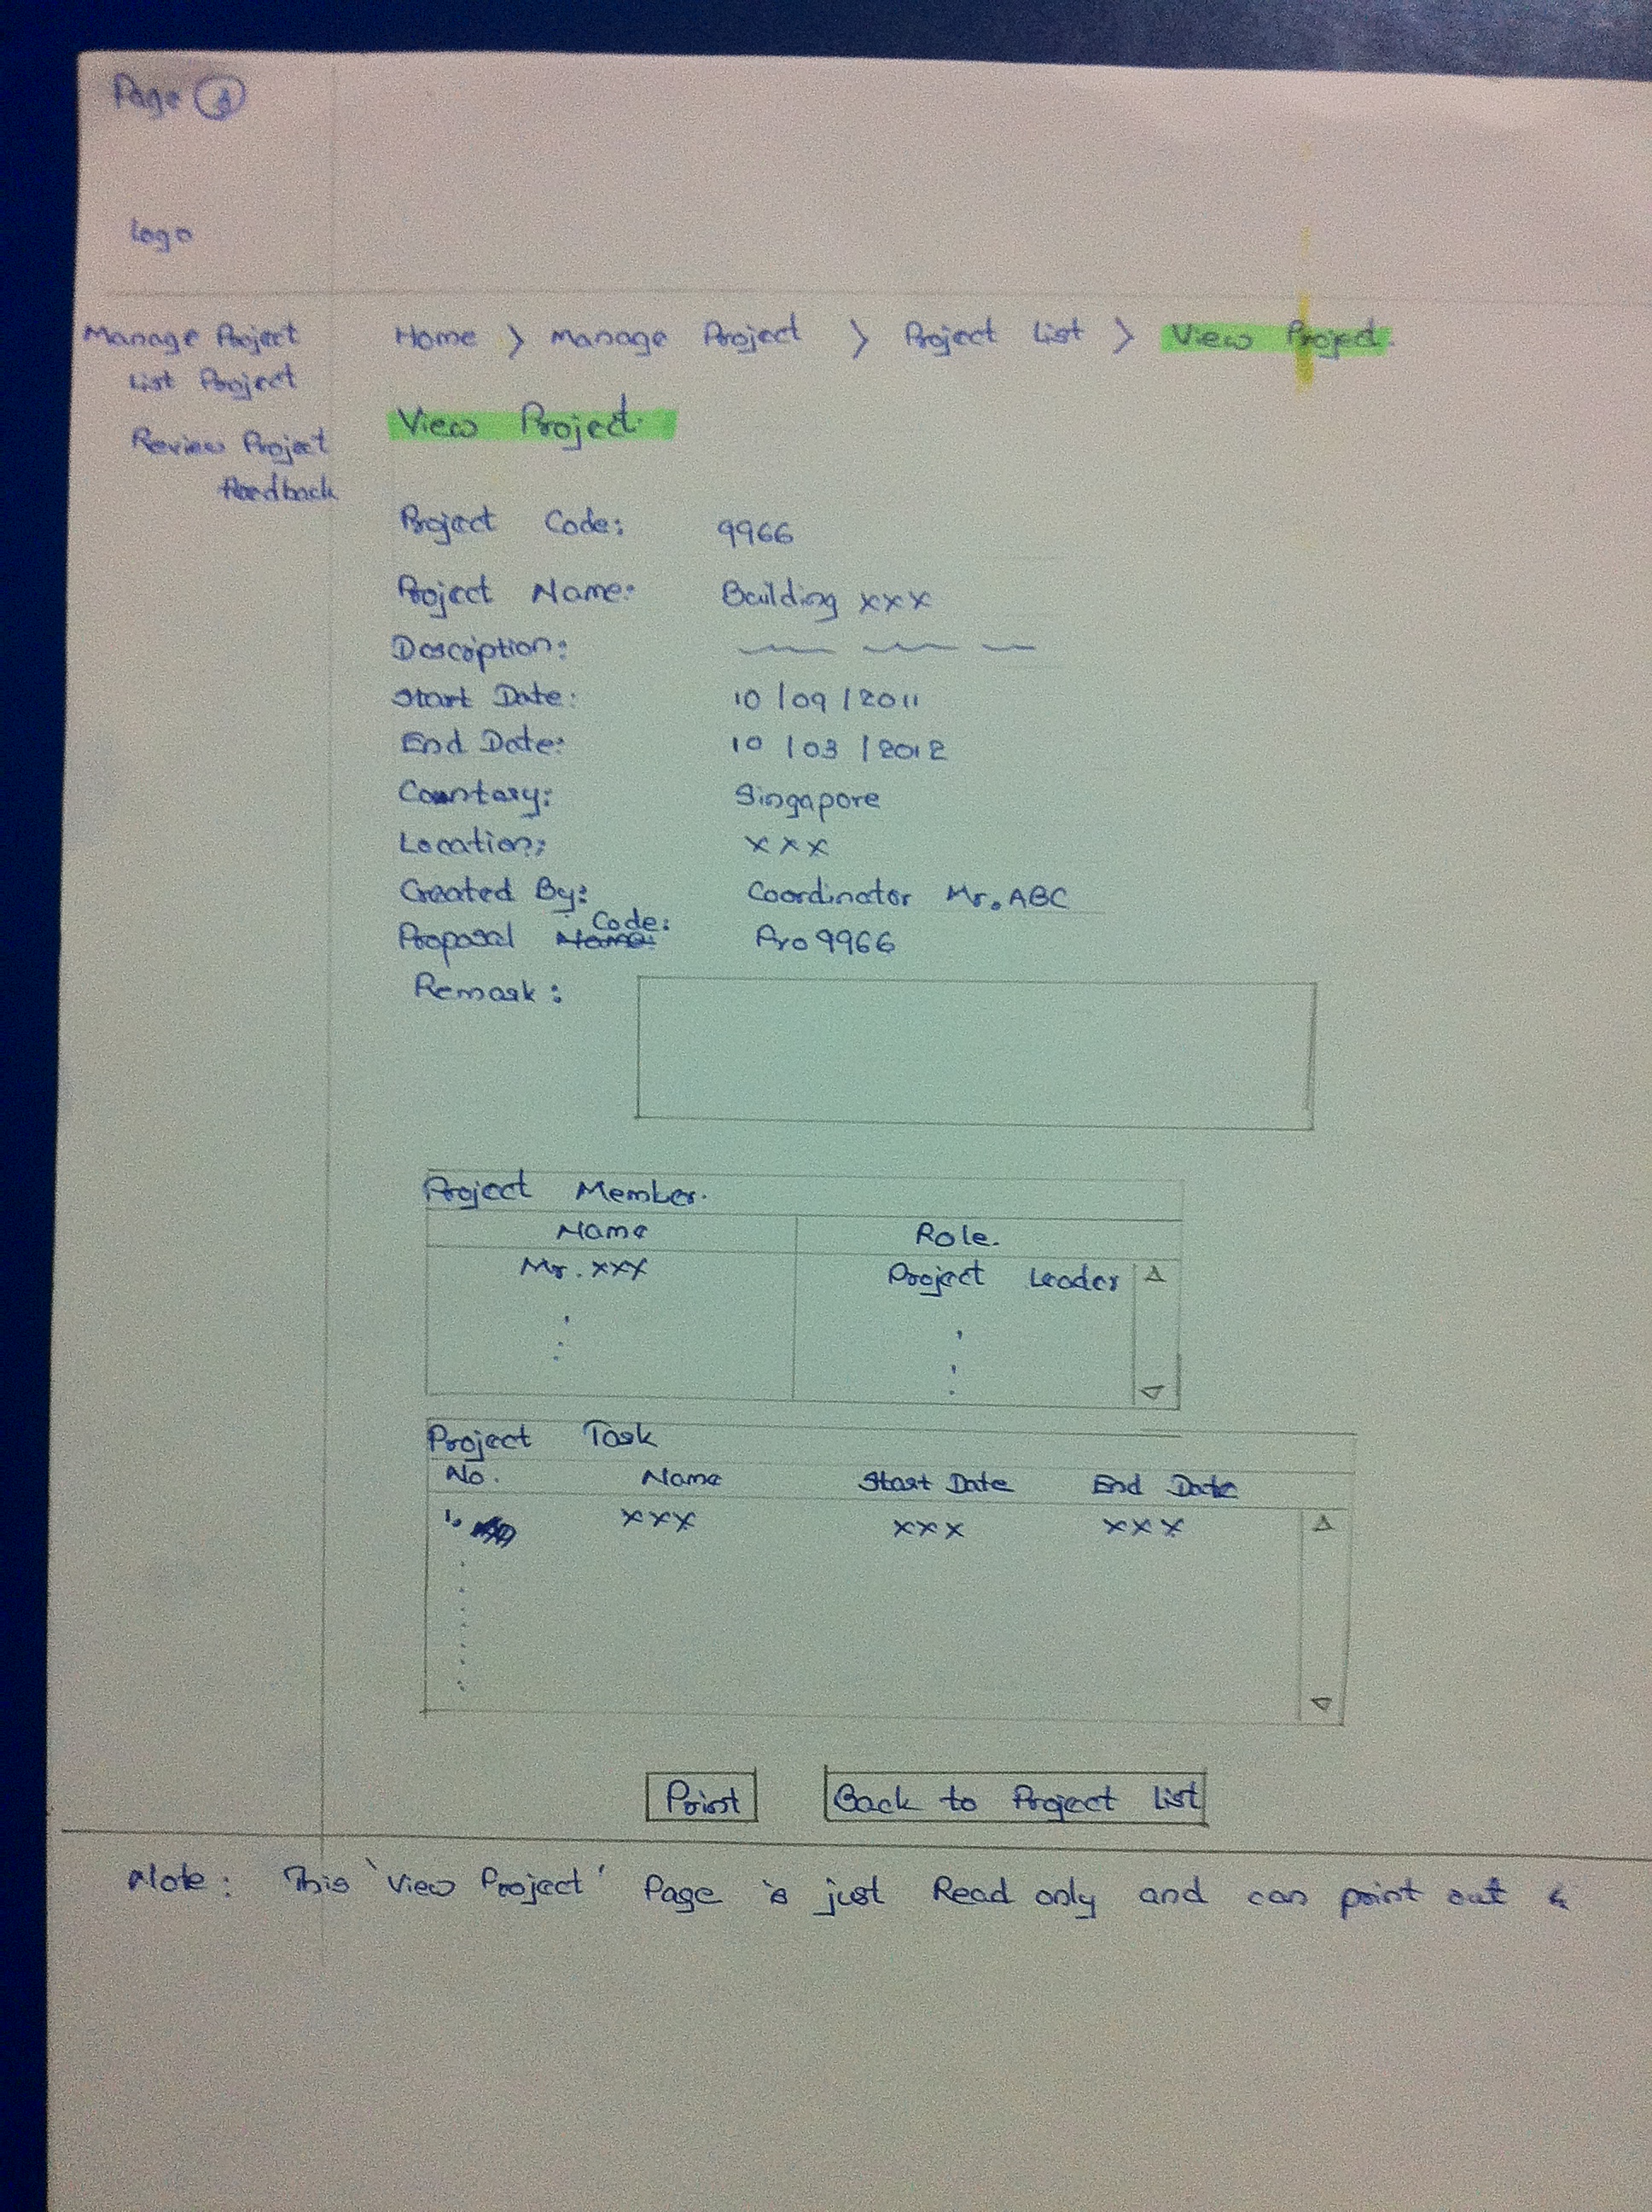 Page 3
Logo
Manage Project
List Project
Review Project
Feedback
Home > Manage Project > Project List > View Project.
View Project.
Project Code: 9966
Project Name: Building xxx
Description:
Start Date: 10/09/2011
End Date: 10/03/2012
Country: Singapore
Location: xxx
Created By: Coordinator Mr. ABC
Proposal Name: Code: Pro9966
Remark:
Project Member.
Name Role.
Mr. xxx Project Leader
Project Task
No. Name Start Date End Date
1. xxx xxx xxx
Print Back to Project List
Note: This 'View Project' Page is just Read only and can print out